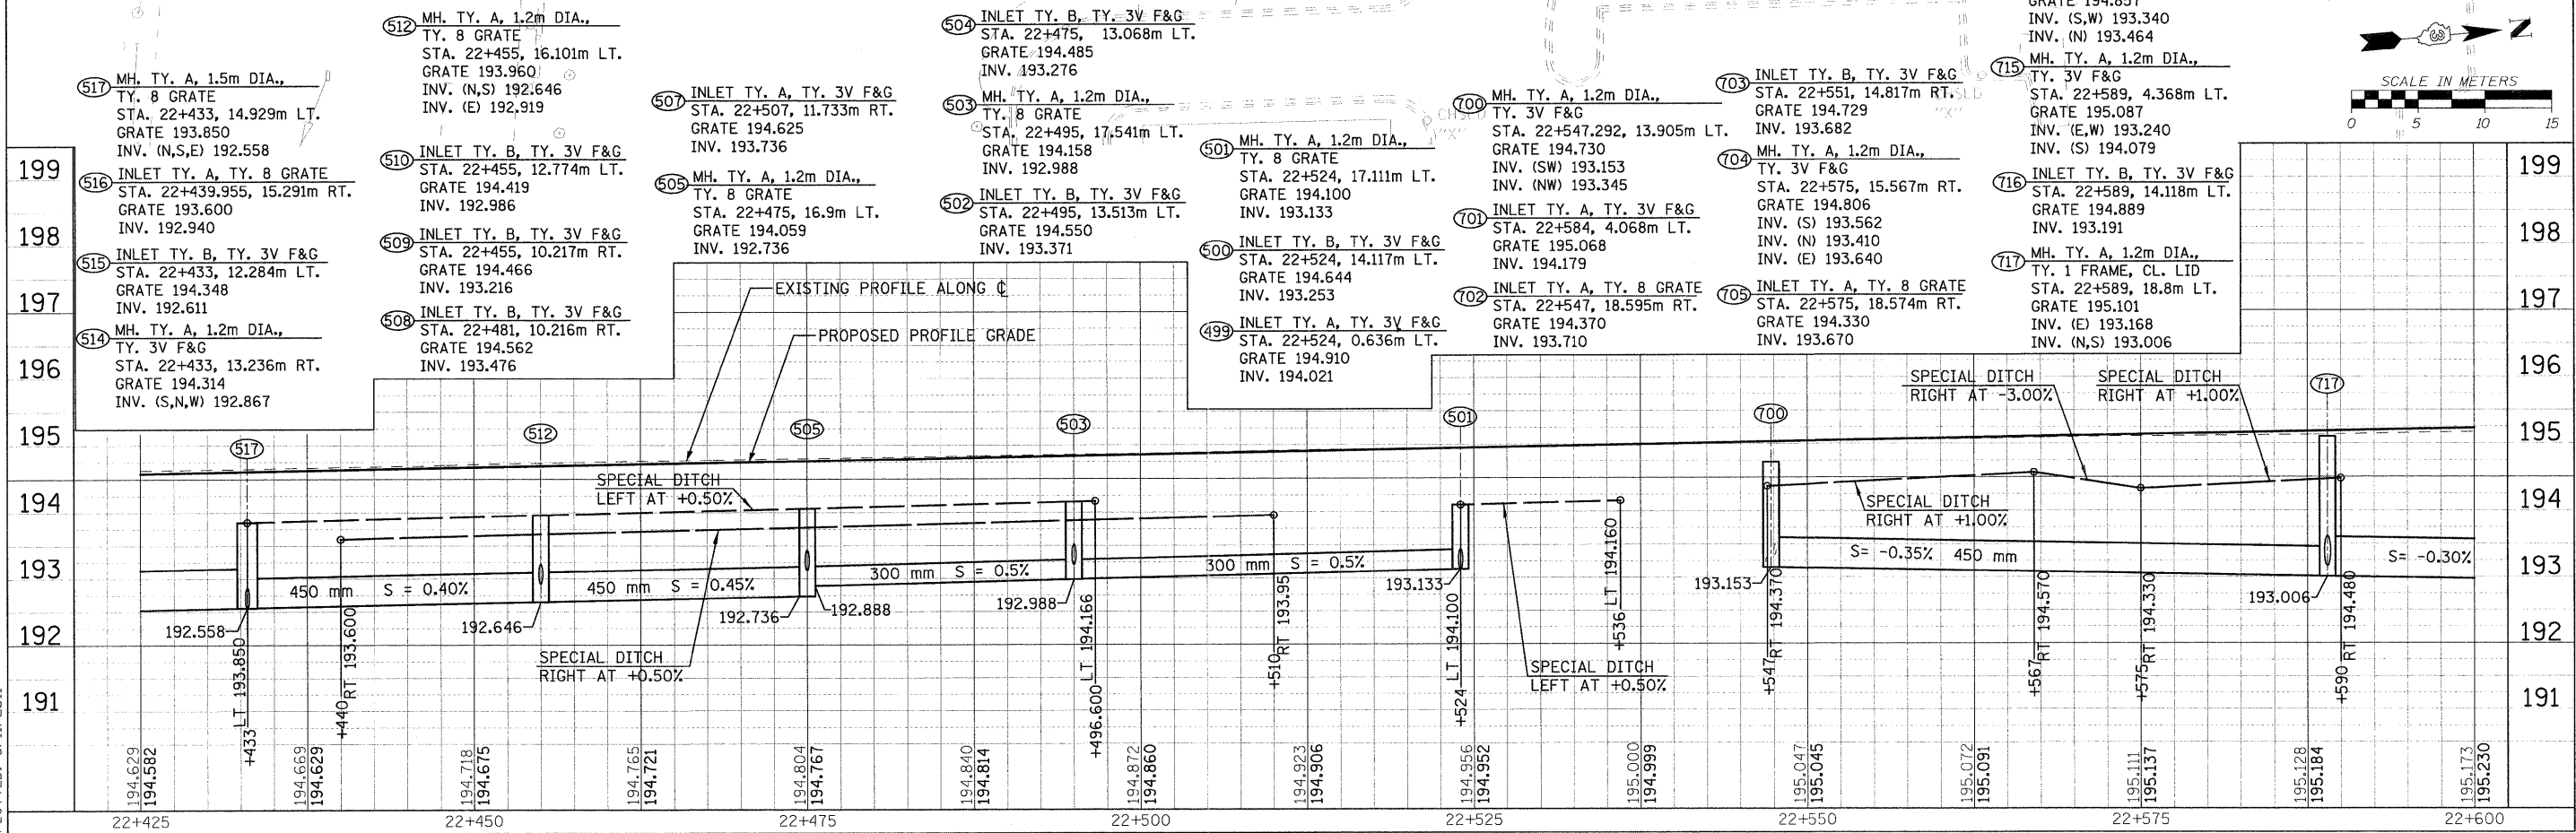 517 MH. TY. A, 1.5m DIA.,
TY. 8 GRATE
STA. 22+433, 14.929m LT.
GRATE 193.850
INV. (N,S,E) 192.558
516 INLET TY. A, TY. 8 GRATE
STA. 22+439.955, 15.291m RT.
GRATE 193.600
INV. 192.940
515 INLET TY. B, TY. 3V F&G
STA. 22+433, 12.284m LT.
GRATE 194.348
INV. 192.611
514 MH. TY. A, 1.2m DIA.,
TY. 3V F&G
STA. 22+433, 13.236m RT.
GRATE 194.314
INV. (S,N,W) 192.867
512 MH. TY. A, 1.2m DIA.,
TY. 8 GRATE
STA. 22+455, 16.101m LT.
GRATE 193.960
INV. (N,S) 192.646
INV. (E) 192.919
510 INLET TY. B, TY. 3V F&G
STA. 22+455, 12.774m LT.
GRATE 194.419
INV. 192.986
509 INLET TY. B, TY. 3V F&G
STA. 22+455, 10.217m RT.
GRATE 194.466
INV. 193.216
508 INLET TY. B, TY. 3V F&G
STA. 22+481, 10.216m RT.
GRATE 194.562
INV. 193.476
507 INLET TY. A, TY. 3V F&G
STA. 22+507, 11.733m RT.
GRATE 194.625
INV. 193.736
505 MH. TY. A, 1.2m DIA.,
TY. 8 GRATE
STA. 22+475, 16.9m LT.
GRATE 194.059
INV. 192.736
504 INLET TY. B, TY. 3V F&G
STA. 22+475, 13.068m LT.
GRATE 194.485
INV. 193.276
503 MH. TY. A, 1.2m DIA.,
TY. 8 GRATE
STA. 22+495, 17.541m LT.
GRATE 194.158
INV. 192.988
502 INLET TY. B, TY. 3V F&G
STA. 22+495, 13.513m LT.
GRATE 194.550
INV. 193.371
501 MH. TY. A, 1.2m DIA.,
TY. 8 GRATE
STA. 22+524, 17.111m LT.
GRATE 194.100
INV. 193.133
500 INLET TY. B, TY. 3V F&G
STA. 22+524, 14.117m LT.
GRATE 194.644
INV. 193.253
499 INLET TY. A, TY. 3V F&G
STA. 22+524, 0.636m LT.
GRATE 194.910
INV. 194.021
700 MH. TY. A, 1.2m DIA.,
TY. 3V F&G
STA. 22+547.292, 13.905m LT.
GRATE 194.730
INV. (SW) 193.153
INV. (NW) 193.345
701 INLET TY. A, TY. 3V F&G
STA. 22+584, 4.068m LT.
GRATE 195.068
INV. 194.179
702 INLET TY. A, TY. 8 GRATE
STA. 22+547, 18.595m RT.
GRATE 194.370
INV. 193.710
703 INLET TY. B, TY. 3V F&G
STA. 22+551, 14.817m RT.
GRATE 194.729
INV. 193.682
704 MH. TY. A, 1.2m DIA.,
TY. 3V F&G
STA. 22+575, 15.567m RT.
GRATE 194.806
INV. (S) 193.562
INV. (N) 193.410
INV. (E) 193.640
705 INLET TY. A, TY. 8 GRATE
STA. 22+575, 18.574m RT.
GRATE 194.330
INV. 193.670
GRATE 194.857
INV. (S,W) 193.340
INV. (N) 193.464
715 MH. TY. A, 1.2m DIA.,
TY. 3V F&G
STA. 22+589, 4.368m LT.
GRATE 195.087
INV. (E,W) 193.240
INV. (S) 194.079
716 INLET TY. B, TY. 3V F&G
STA. 22+589, 14.118m LT.
GRATE 194.889
INV. 193.191
717 MH. TY. A, 1.2m DIA.,
TY. 1 FRAME, CL. LID
STA. 22+589, 18.8m LT.
GRATE 195.101
INV. (E) 193.168
INV. (N,S) 193.006
3 N
SCALE IN METERS
0 5 10 15
"X" "X"
199 199
198 198
197 197
196 196
195 195
194 194
193 193
192 192
191 191
EXISTING PROFILE ALONG ℄
PROPOSED PROFILE GRADE
517 512 505 503 501 700 717
SPECIAL DITCH
LEFT AT +0.50%
SPECIAL DITCH
RIGHT AT +0.50%
SPECIAL DITCH
LEFT AT +0.50%
SPECIAL DITCH
RIGHT AT +1.00%
SPECIAL DITCH
RIGHT AT -3.00%
SPECIAL DITCH
RIGHT AT +1.00%
450 mm S = 0.40%
450 mm S = 0.45%
300 mm S = 0.5%
300 mm S = 0.5%
S= -0.35% 450 mm
S= -0.30%
192.558
192.646
192.736
192.888
192.988
193.133
193.153
193.006
+433 LT 193.850
+440 RT 193.600
+496.600 LT 194.166
+510 RT 193.95
+524 LT 194.100
+536 LT 194.160
+547 RT 194.370
+567 RT 194.570
+575 RT 194.330
+590 RT 194.480
194.629 194.582
194.669 194.629
194.718 194.675
194.765 194.721
194.804 194.767
194.840 194.814
194.872 194.860
194.923 194.906
194.956 194.952
195.000 194.999
195.047 195.045
195.072 195.091
195.111 195.137
195.128 195.184
195.173 195.230
22+425 22+450 22+475 22+500 22+525 22+550 22+575 22+600